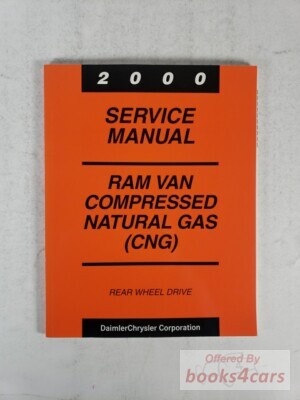 2000
SERVICE
MANUAL
RAM VAN
COMPRESSED
NATURAL GAS
(CNG)
REAR WHEEL DRIVE
DaimlerChrysler Corporation
Offered By
books4cars